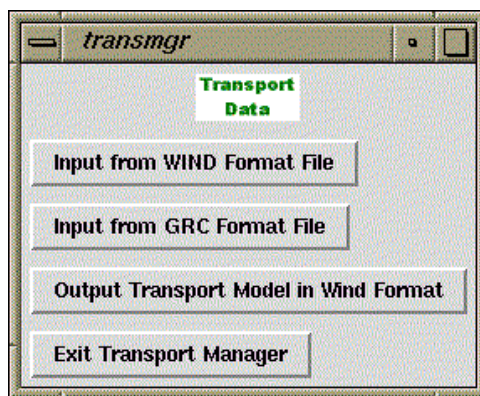 transmgr
Transport
Data
Input from WIND Format File
Input from GRC Format File
Output Transport Model in Wind Format
Exit Transport Manager